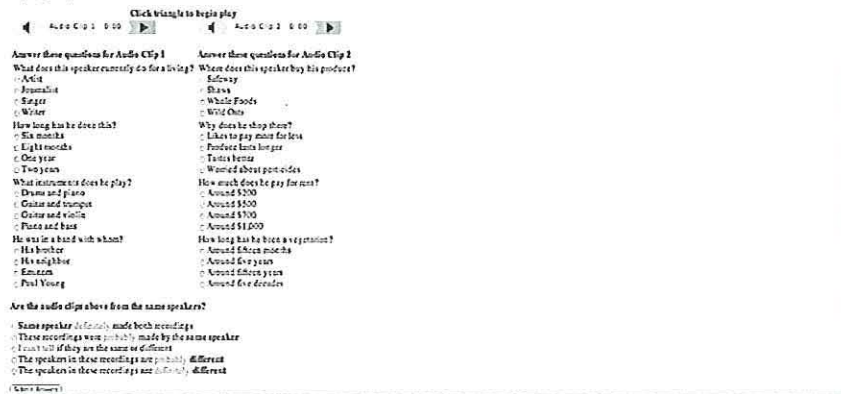 Click triangle to begin play
Audio Clip 1 0:00
Audio Clip 2 0:00
Answer these questions for Audio Clip 1
What does this speaker currently do for a living?
Artist
Journalist
Singer
Writer
How long has he done this?
Six months
Eight months
One year
Two years
What instruments does he play?
Drums and piano
Guitar and trumpet
Guitar and violin
Piano and bass
He was in a band with whom?
His brother
His neighbor
Eminem
Paul Young
Answer these questions for Audio Clip 2
Where does this speaker buy his produce?
Safeway
Shaws
Whole Foods
Wild Oats
Why does he shop there?
Likes to pay more for less
Produce lasts longer
Tastes better
Worried about pesticides
How much does he pay for rent?
Around $200
Around $500
Around $700
Around $1,000
How long has he been a vegetarian?
Around fifteen months
Around five years
Around fifteen years
Around five decades
Are the audio clips above from the same speakers?
Same speaker definitely made both recordings
These recordings were probably made by the same speaker
I can't tell if they are the same or different
The speakers in these recordings are probably different
The speakers in these recordings are definitely different